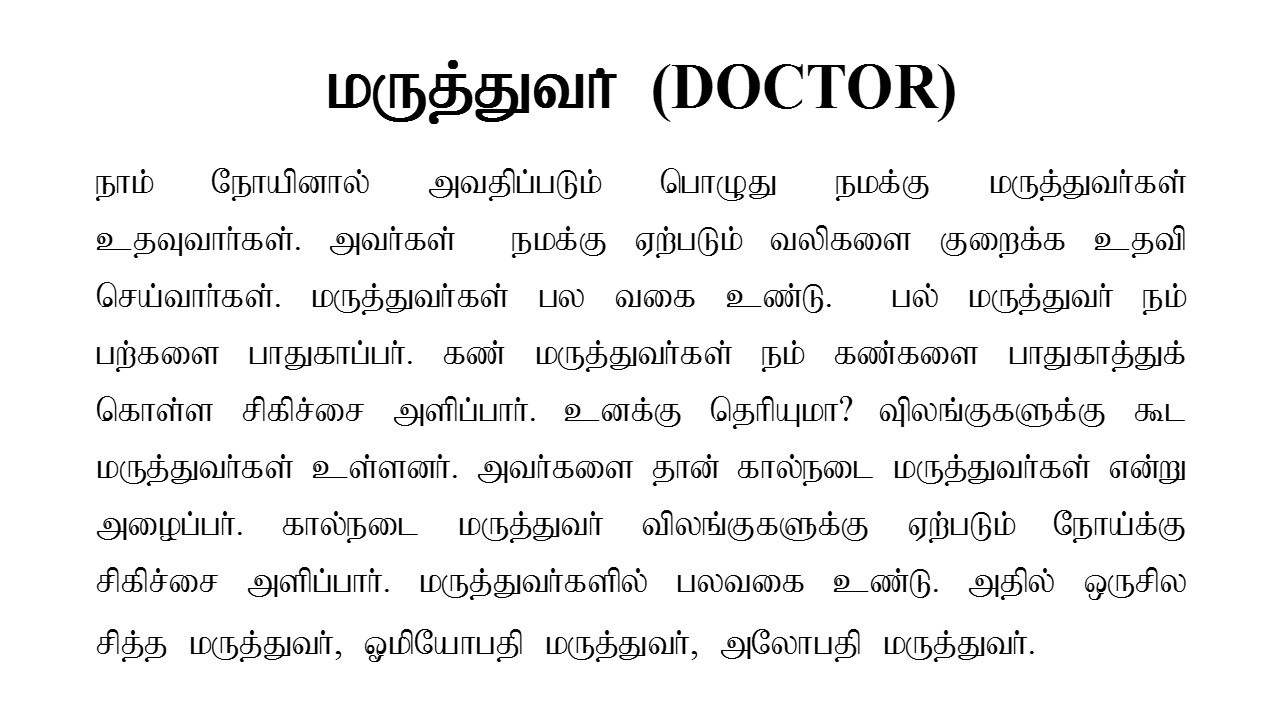 மருத்துவர் (DOCTOR)
நாம் நோயினால் அவதிப்படும் பொழுது நமக்கு மருத்துவர்கள்
உதவுவார்கள். அவர்கள் நமக்கு ஏற்படும் வலிகளை குறைக்க உதவி
செய்வார்கள். மருத்துவர்கள் பல வகை உண்டு. பல் மருத்துவர் நம்
பற்களை பாதுகாப்பர். கண் மருத்துவர்கள் நம் கண்களை பாதுகாத்துக்
கொள்ள சிகிச்சை அளிப்பார். உனக்கு தெரியுமா? விலங்குகளுக்கு கூட
மருத்துவர்கள் உள்ளனர். அவர்களை தான் கால்நடை மருத்துவர்கள் என்று
அழைப்பர். கால்நடை மருத்துவர் விலங்குகளுக்கு ஏற்படும் நோய்க்கு
சிகிச்சை அளிப்பார். மருத்துவர்களில் பலவகை உண்டு. அதில் ஒருசில
சித்த மருத்துவர், ஓமியோபதி மருத்துவர், அலோபதி மருத்துவர்.